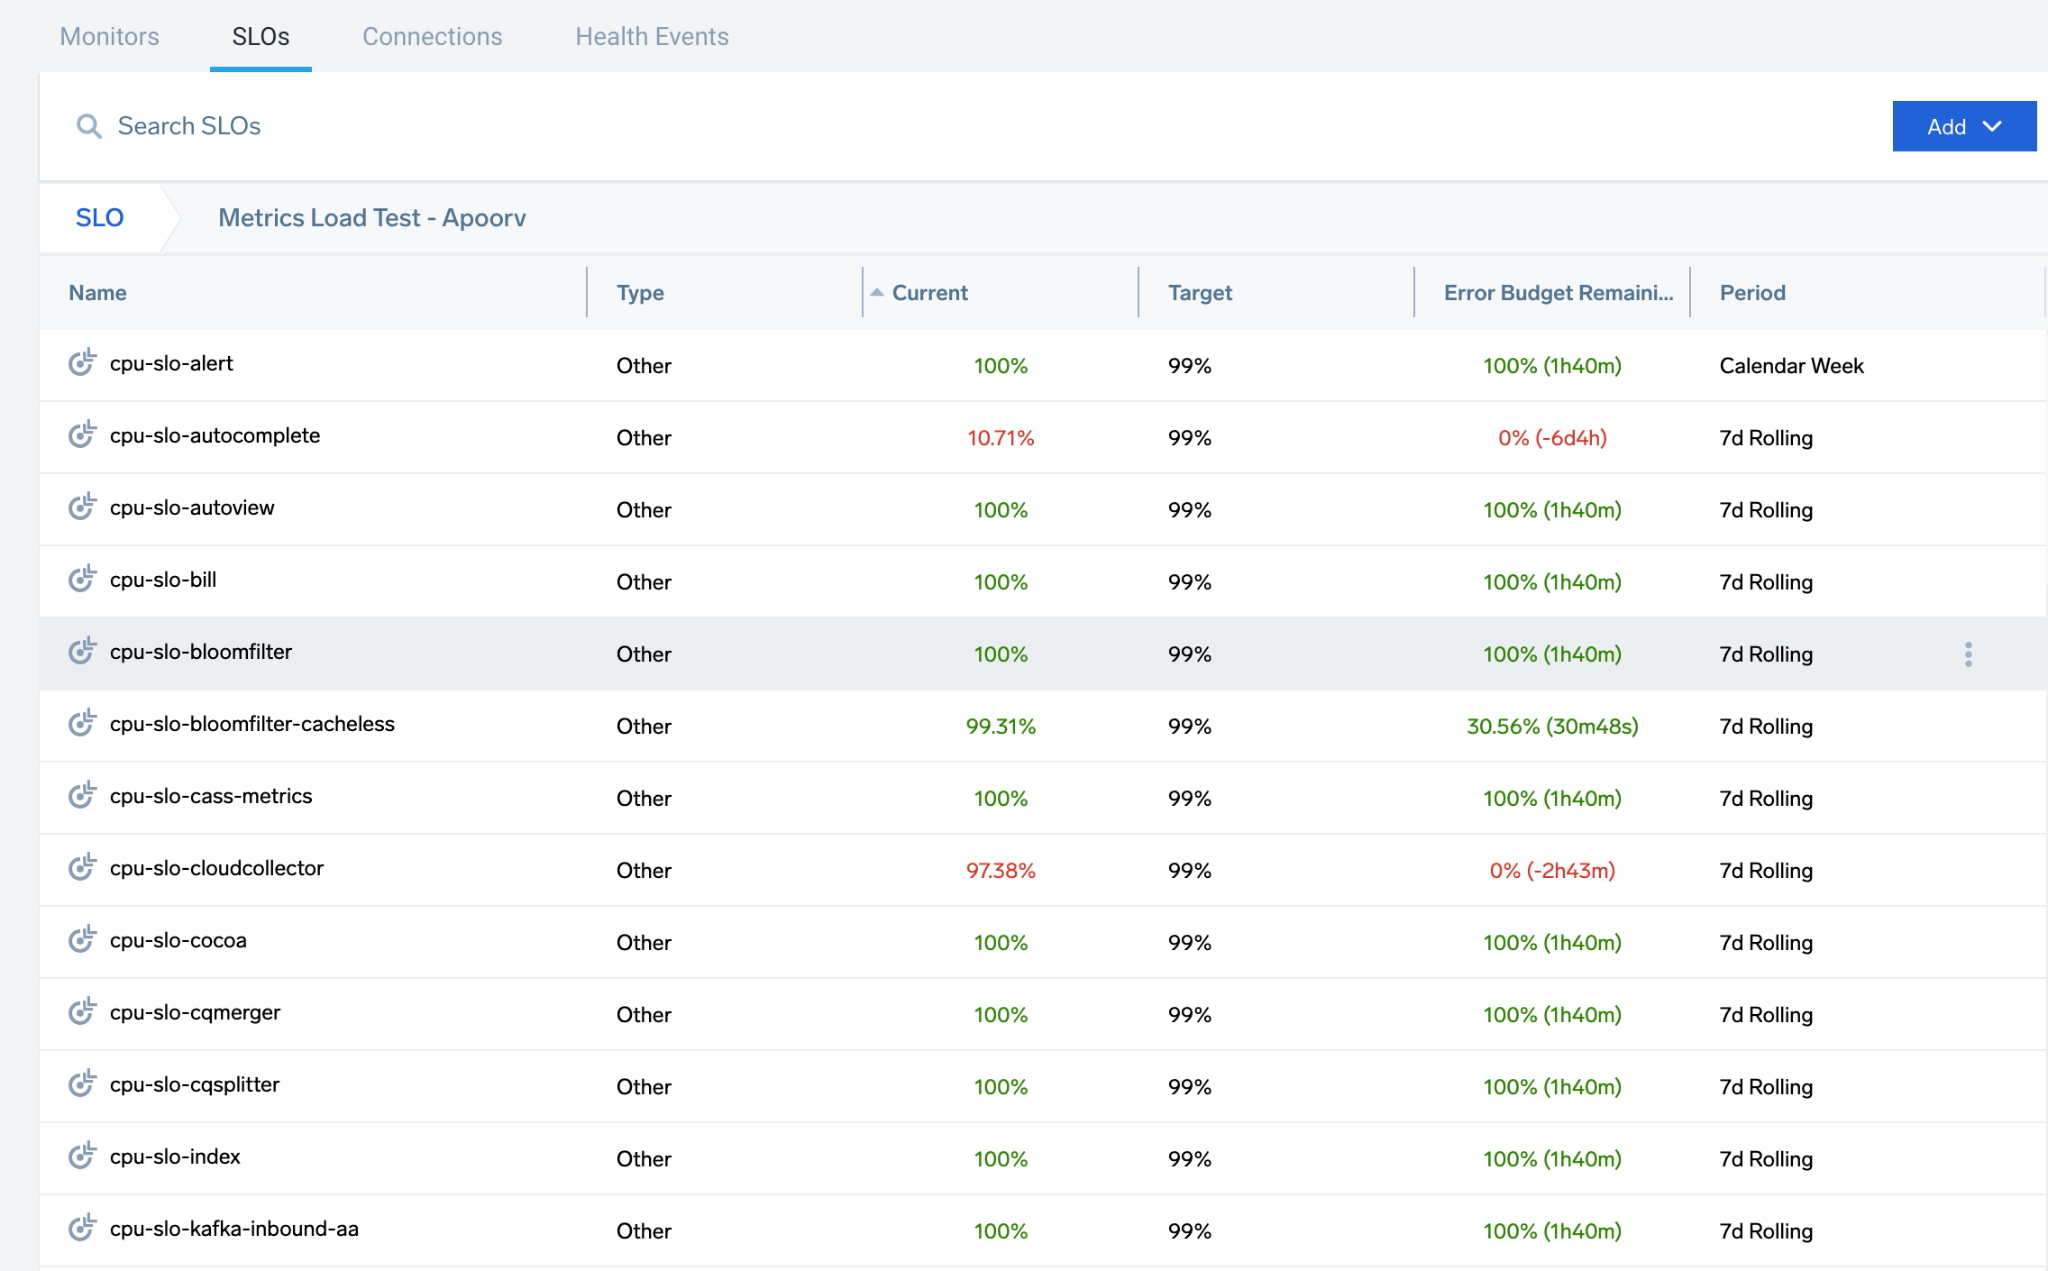 Monitors SLOs Connections Health Events
Search SLOs
Add
SLO Metrics Load Test - Apoorv
Name Type Current Target Error Budget Remaini... Period
cpu-slo-alert Other 100% 99% 100% (1h40m) Calendar Week
cpu-slo-autocomplete Other 10.71% 99% 0% (-6d4h) 7d Rolling
cpu-slo-autoview Other 100% 99% 100% (1h40m) 7d Rolling
cpu-slo-bill Other 100% 99% 100% (1h40m) 7d Rolling
cpu-slo-bloomfilter Other 100% 99% 100% (1h40m) 7d Rolling
cpu-slo-bloomfilter-cacheless Other 99.31% 99% 30.56% (30m48s) 7d Rolling
cpu-slo-cass-metrics Other 100% 99% 100% (1h40m) 7d Rolling
cpu-slo-cloudcollector Other 97.38% 99% 0% (-2h43m) 7d Rolling
cpu-slo-cocoa Other 100% 99% 100% (1h40m) 7d Rolling
cpu-slo-cqmerger Other 100% 99% 100% (1h40m) 7d Rolling
cpu-slo-cqsplitter Other 100% 99% 100% (1h40m) 7d Rolling
cpu-slo-index Other 100% 99% 100% (1h40m) 7d Rolling
cpu-slo-kafka-inbound-aa Other 100% 99% 100% (1h40m) 7d Rolling